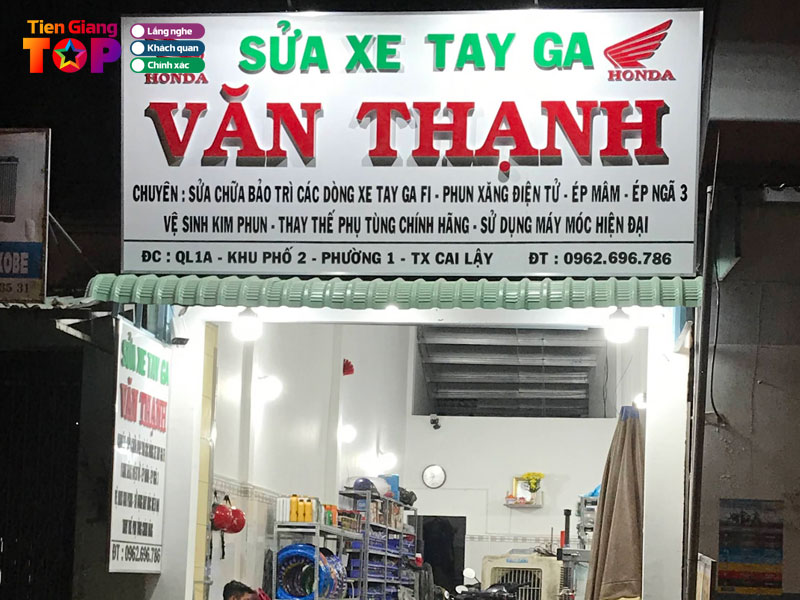 Tien Giang
TOP
Lắng nghe
Khách quan
Chính xác
HONDA
SỬA XE TAY GA
HONDA
VĂN THẠNH
CHUYÊN : SỬA CHỮA BẢO TRÌ CÁC DÒNG XE TAY GA FI - PHUN XĂNG ĐIỆN TỬ - ÉP MÂM - ÉP NGÃ 3
VỆ SINH KIM PHUN - THAY THẾ PHỤ TÙNG CHÍNH HÃNG - SỬ DỤNG MÁY MÓC HIỆN ĐẠI
ĐC : QL1A - KHU PHỐ 2 - PHƯỜNG 1 - TX CAI LẬY ĐT : 0962.696.786
KOBE
SỬA XE TAY GA
VĂN THẠNH
ĐT : 0962.696.786